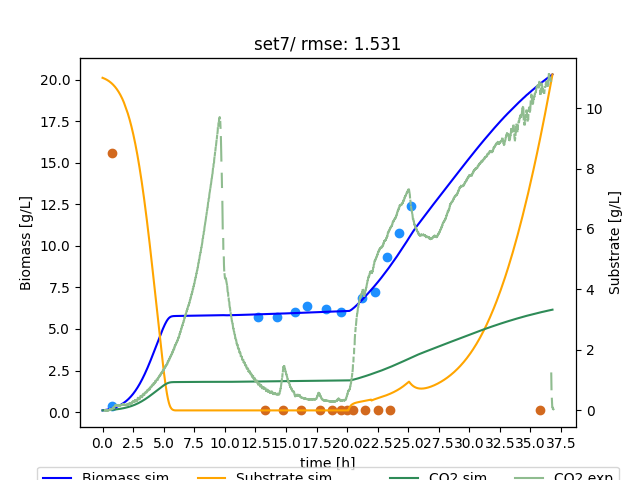 set7/ rmse: 1.531
20.0
17.5
15.0
12.5
10.0
7.5
5.0
2.5
0.0
Biomass [g/L]
10
8
6
4
2
0
Substrate [g/L]
0.0 2.5 5.0 7.5 10.0 12.5 15.0 17.5 20.0 22.5 25.0 27.5 30.0 32.5 35.0 37.5
time [h]
Biomass sim Substrate sim CO2 sim CO2 exp